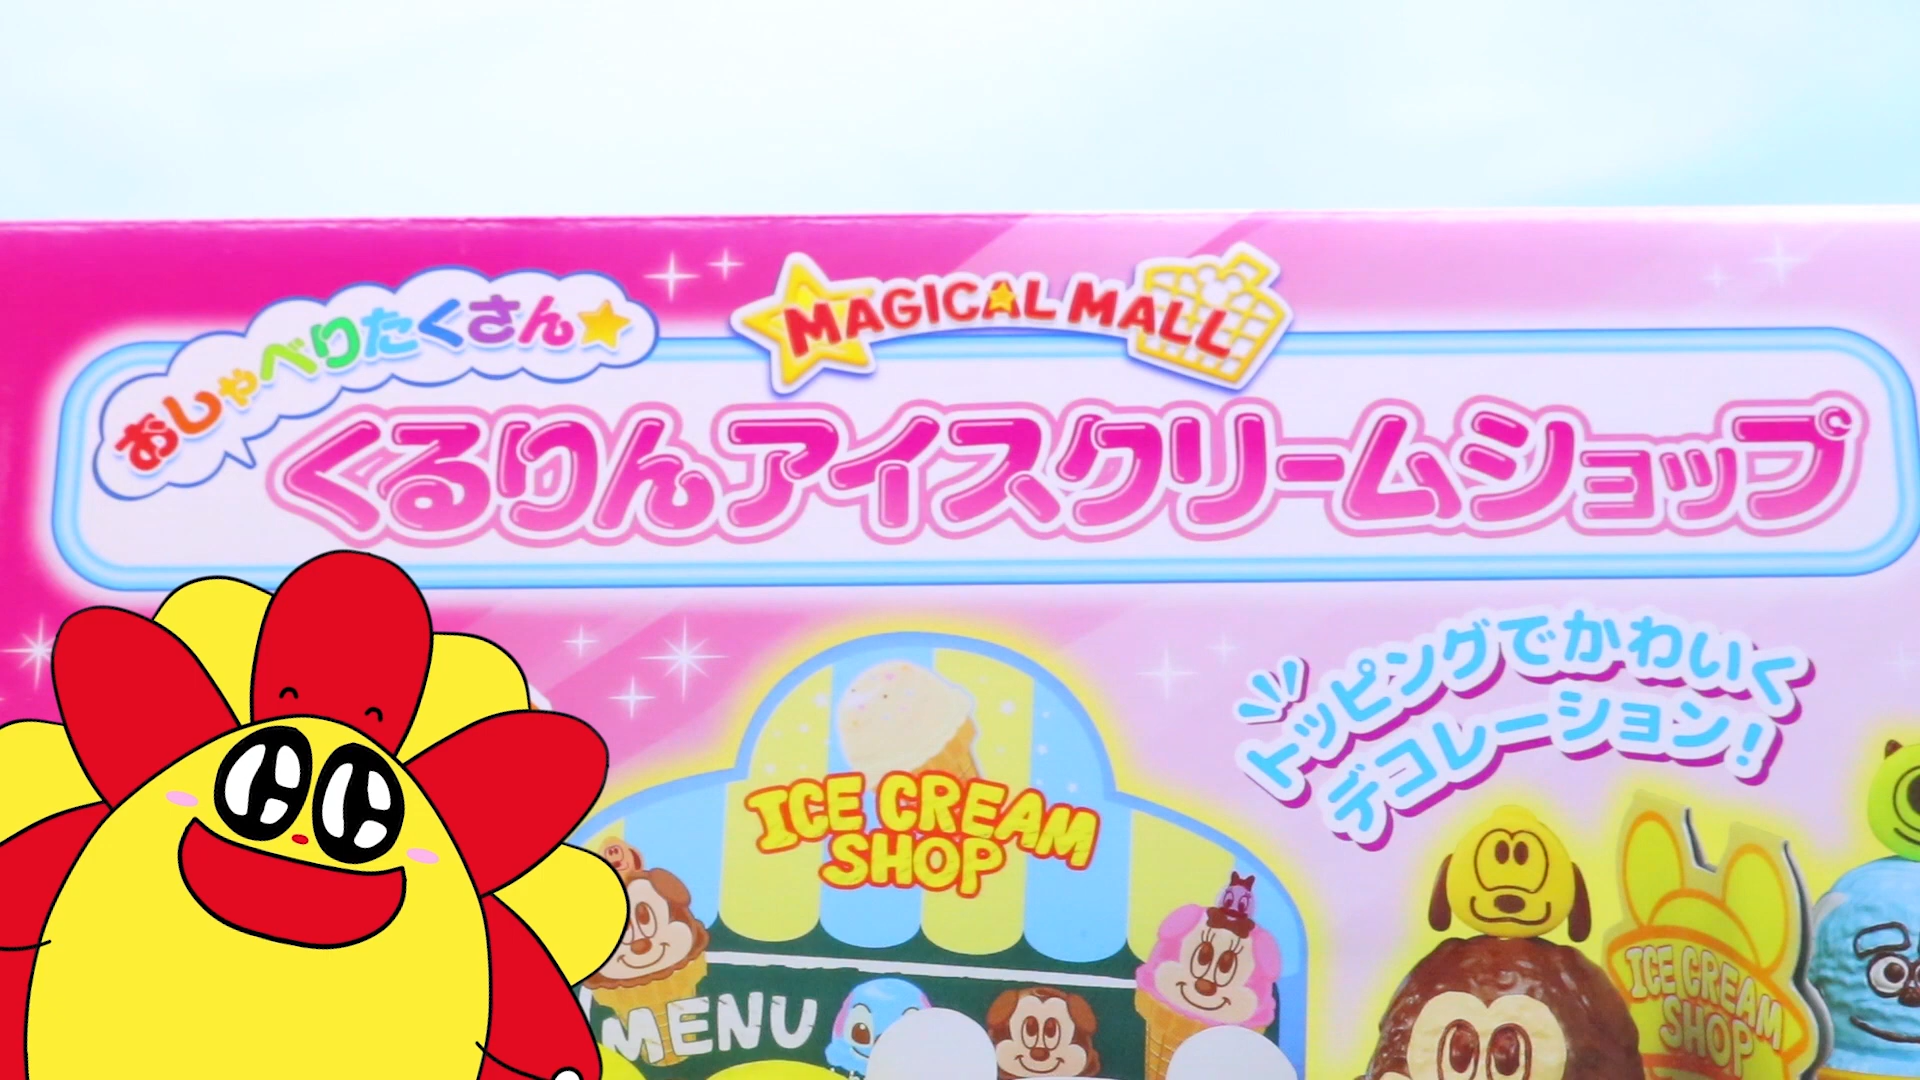 おしゃべりたくさん
MAGICAL MALL
くるりんアイスクリームショップ
トッピングでかわいく
デコレーション!
ICE CREAM
SHOP
MENU
ICE CREAM
SHOP